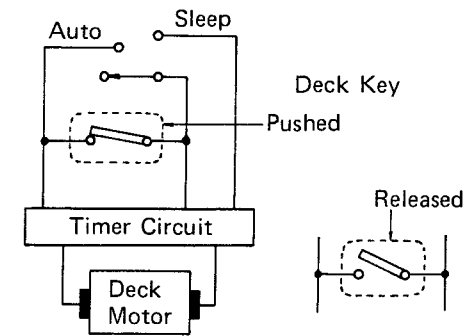 Sleep
Auto
Deck Key
Pushed
Released
Timer Circuit
Deck
Motor